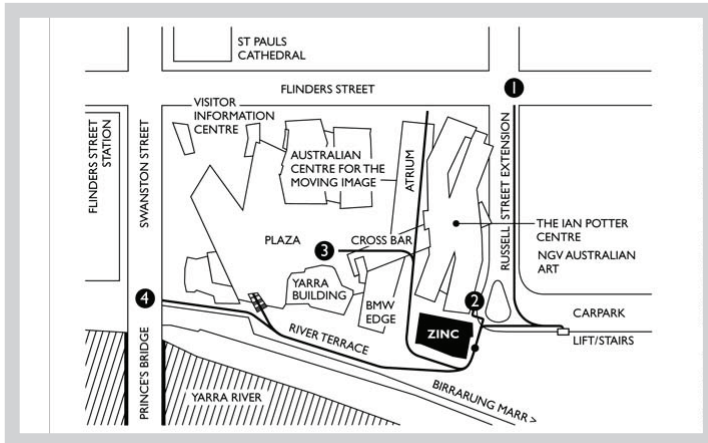 ST PAULS
CATHEDRAL
FLINDERS STREET
1
VISITOR
INFORMATION
CENTRE
FLINDERS STREET
STATION
SWANSTON STREET
AUSTRALIAN
CENTRE FOR THE
MOVING IMAGE
ATRIUM
RUSSELL STREET EXTENSION
THE IAN POTTER
CENTRE
NGV AUSTRALIAN
ART
PLAZA
3
CROSS BAR
YARRA
BUILDING
BMW
EDGE
2
4
ZINC
CARPARK
LIFT/STAIRS
RIVER TERRACE
PRINCE'S BRIDGE
YARRA RIVER
BIRRARUNG MARR >